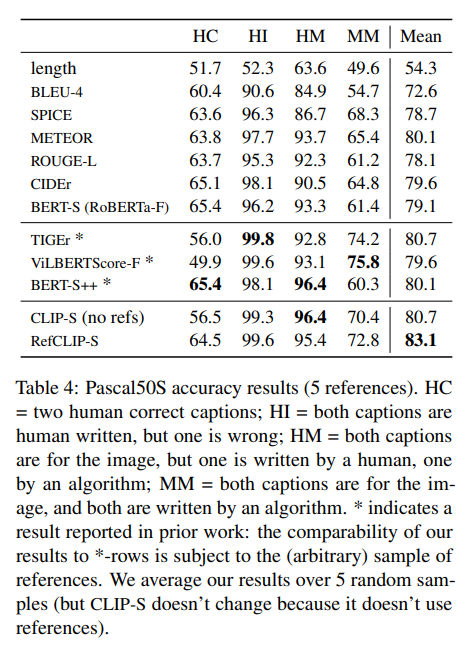 HC HI HM MM Mean
length 51.7 52.3 63.6 49.6 54.3
BLEU-4 60.4 90.6 84.9 54.7 72.6
SPICE 63.6 96.3 86.7 68.3 78.7
METEOR 63.8 97.7 93.7 65.4 80.1
ROUGE-L 63.7 95.3 92.3 61.2 78.1
CIDEr 65.1 98.1 90.5 64.8 79.6
BERT-S (RoBERTa-F) 65.4 96.2 93.3 61.4 79.1
TIGEr * 56.0 99.8 92.8 74.2 80.7
ViLBERTScore-F * 49.9 99.6 93.1 75.8 79.6
BERT-S++ * 65.4 98.1 96.4 60.3 80.1
CLIP-S (no refs) 56.5 99.3 96.4 70.4 80.7
RefCLIP-S 64.5 99.6 95.4 72.8 83.1
Table 4: Pascal50S accuracy results (5 references). HC
= two human correct captions; HI = both captions are
human written, but one is wrong; HM = both captions
are for the image, but one is written by a human, one
by an algorithm; MM = both captions are for the im-
age, and both are written by an algorithm. * indicates a
result reported in prior work: the comparability of our
results to *-rows is subject to the (arbitrary) sample of
references. We average our results over 5 random sam-
ples (but CLIP-S doesn't change because it doesn't use
references).